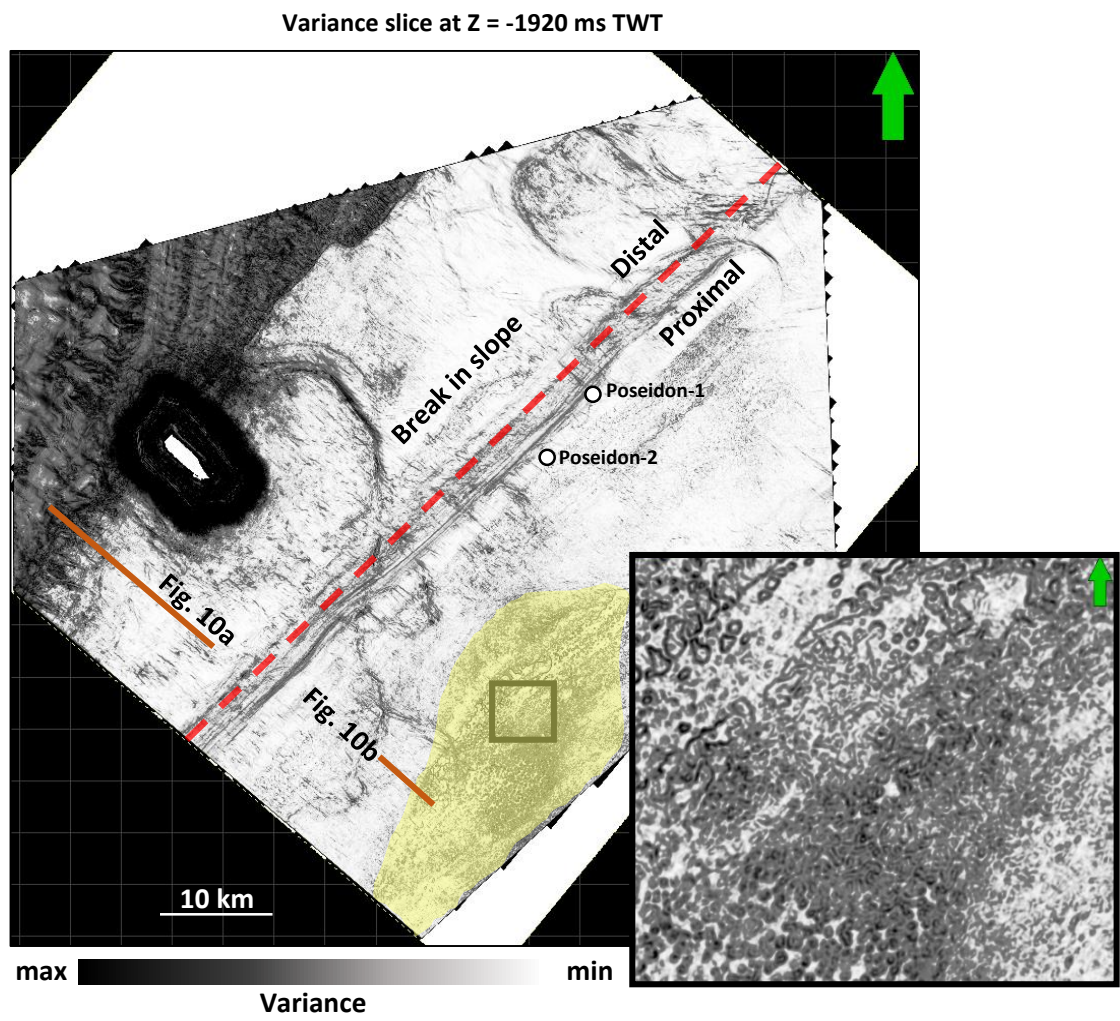 Variance slice at Z = -1920 ms TWT
Distal
Proximal
Break in slope
Poseidon-1
Poseidon-2
Fig. 10a
Fig. 10b
10 km
max
min
Variance